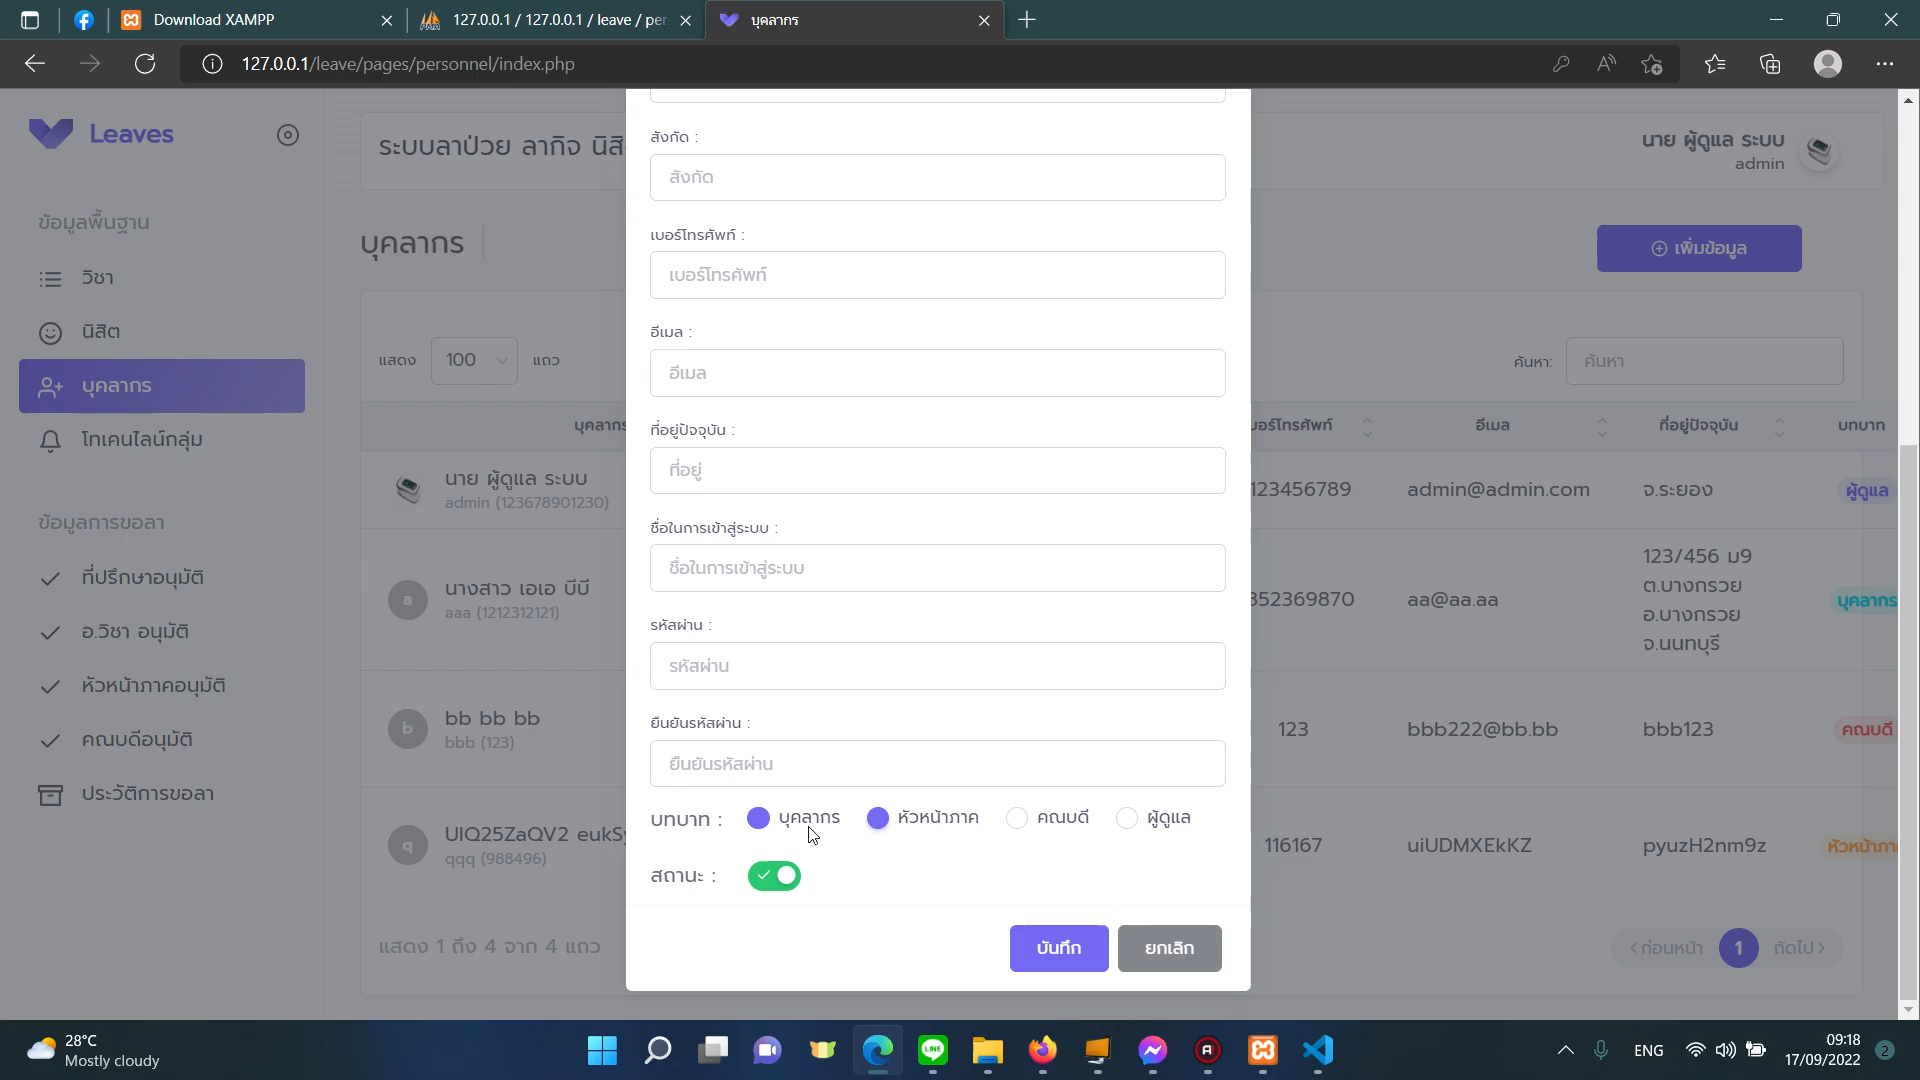 Download XAMPP
127.0.0.1 / 127.0.0.1 / leave / per
บุคลากร
127.0.0.1/leave/pages/personnel/index.php
Leaves
ระบบลาป่วย ลากิจ นิสิ
นาย ผู้ดูแล ระบบ
admin
ข้อมูลพื้นฐาน
วิชา
นิสิต
บุคลากร
โทเคนไลน์กลุ่ม
ข้อมูลการขอลา
ที่ปรึกษาอนุมัติ
อ.วิชา อนุมัติ
หัวหน้าภาคอนุมัติ
คณบดีอนุมัติ
ประวัติการขอลา
บุคลากร
เพิ่มข้อมูล
แสดง 100 แถว
ค้นหา: ค้นหา
บุคลากร
บอร์โทรศัพท์
อีเมล
ที่อยู่ปัจจุบัน
บทบาท
นาย ผู้ดูแล ระบบ
admin (123678901230)
123456789
admin@admin.com
จ.ระยอง
ผู้ดูแล
a
นางสาว เอเอ บีบี
aaa (1212312121)
352369870
aa@aa.aa
123/456 ม9
ต.บางกรวย
อ.บางกรวย
จ.นนทบุรี
บุคลากร
b
bb bb bb
bbb (123)
123
bbb222@bb.bb
bbb123
คณบดี
q
UIQ25ZaQV2 eukSy
qqq (988496)
116167
uiUDMXEkKZ
pyuzH2nm9z
หัวหน้าภา
แสดง 1 ถึง 4 จาก 4 แถว
ก่อนหน้า 1 ถัดไป
สังกัด :
สังกัด
เบอร์โทรศัพท์ :
เบอร์โทรศัพท์
อีเมล :
อีเมล
ที่อยู่ปัจจุบัน :
ที่อยู่
ชื่อในการเข้าสู่ระบบ :
ชื่อในการเข้าสู่ระบบ
รหัสผ่าน :
รหัสผ่าน
ยืนยันรหัสผ่าน :
ยืนยันรหัสผ่าน
บทบาท : บุคลากร หัวหน้าภาค คณบดี ผู้ดูแล
สถานะ :
บันทึก
ยกเลิก
28°C
Mostly cloudy
LINE
ENG
09:18
17/09/2022
2